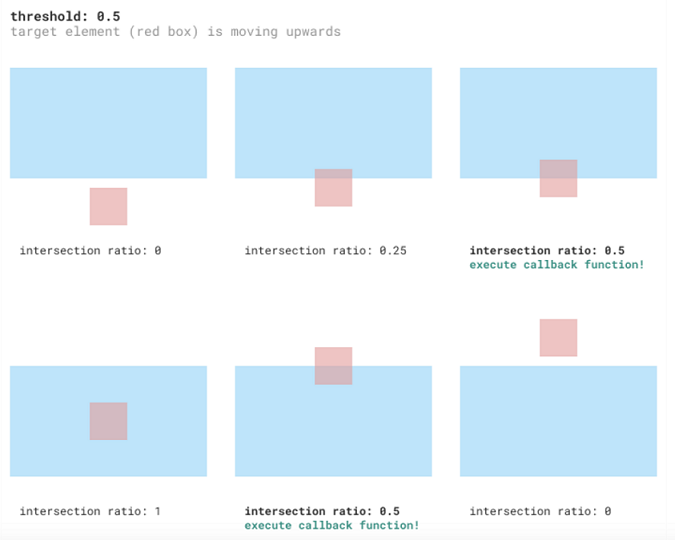 threshold: 0.5
target element (red box) is moving upwards
intersection ratio: 0
intersection ratio: 0.25
intersection ratio: 0.5
execute callback function!
intersection ratio: 1
intersection ratio: 0.5
execute callback function!
intersection ratio: 0